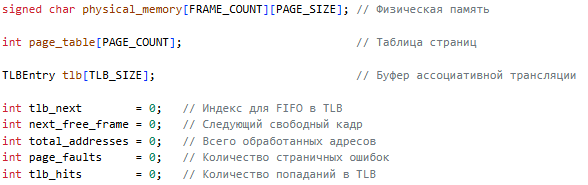 signed char physical_memory[FRAME_COUNT][PAGE_SIZE]; // Физическая память
int page_table[PAGE_COUNT]; // Таблица страниц
TLBEntry tlb[TLB_SIZE]; // Буфер ассоциативной трансляции
int tlb_next = 0; // Индекс для FIFO в TLB
int next_free_frame = 0; // Следующий свободный кадр
int total_addresses = 0; // Всего обработанных адресов
int page_faults = 0; // Количество страничных ошибок
int tlb_hits = 0; // Количество попаданий в TLB